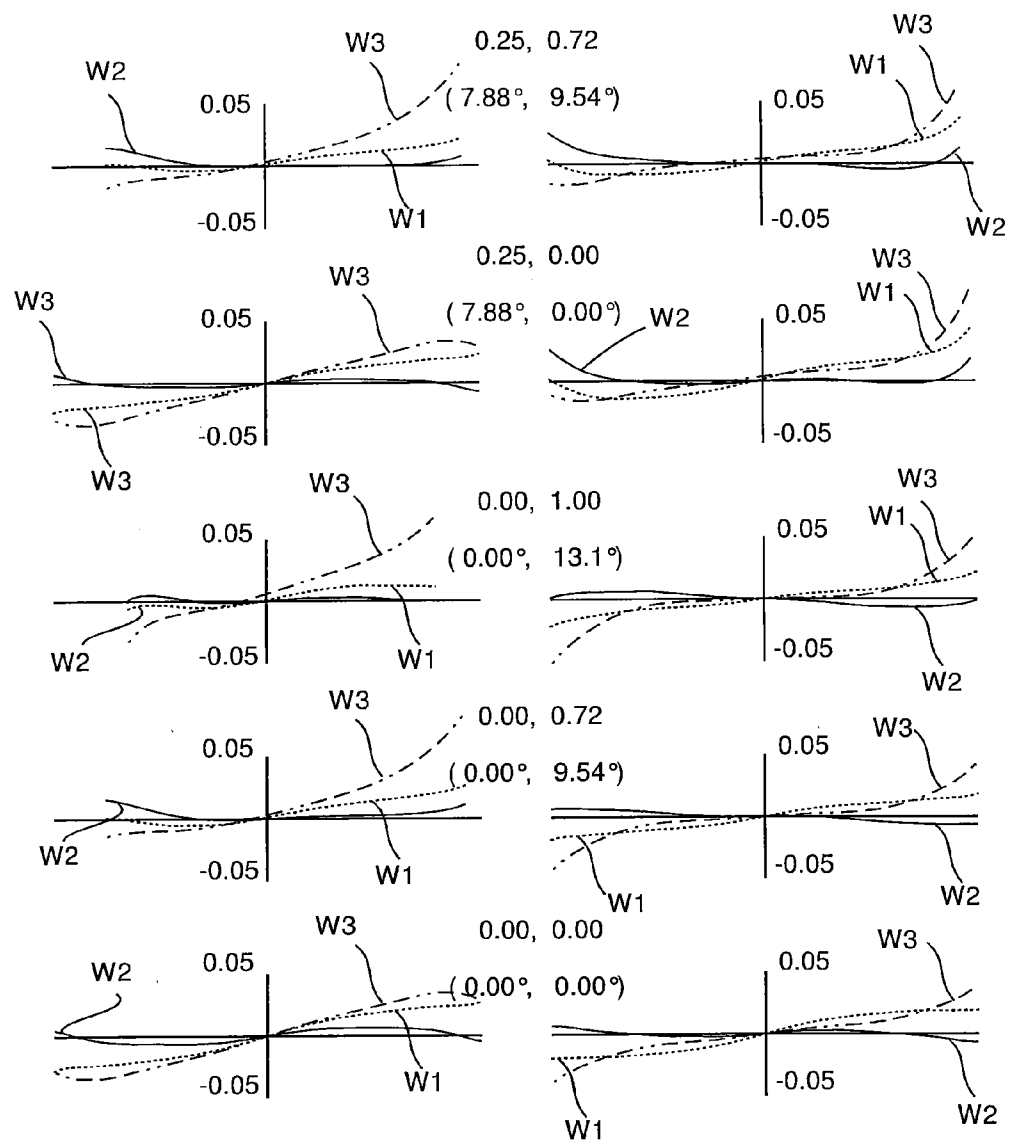 W3 0.25, 0.72 W3
W2 W1
0.05 (7.88°, 9.54°) 0.05
-0.05 W1 -0.05 W2
0.25, 0.00 W3
W3 W3 W1
0.05 (7.88°, 0.00°) W2 0.05
-0.05 -0.05
W3
W3 0.00, 1.00 W3
W1
0.05 (0.00°, 13.1°) 0.05
W2 -0.05 W1 -0.05
W2
W3 0.00, 0.72 W3
0.05 0.05
(0.00°, 9.54°)
W2 -0.05 W1 -0.05
W1 W2
W3 0.00, 0.00 W3
W2 0.05 0.05
(0.00°, 0.00°)
-0.05 W1 -0.05
W1 W2